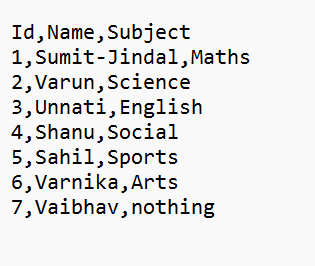 Id,Name,Subject
1,Sumit-Jindal,Maths
2,Varun,Science
3,Unnati,English
4,Shanu,Social
5,Sahil,Sports
6,Varnika,Arts
7,Vaibhav,nothing